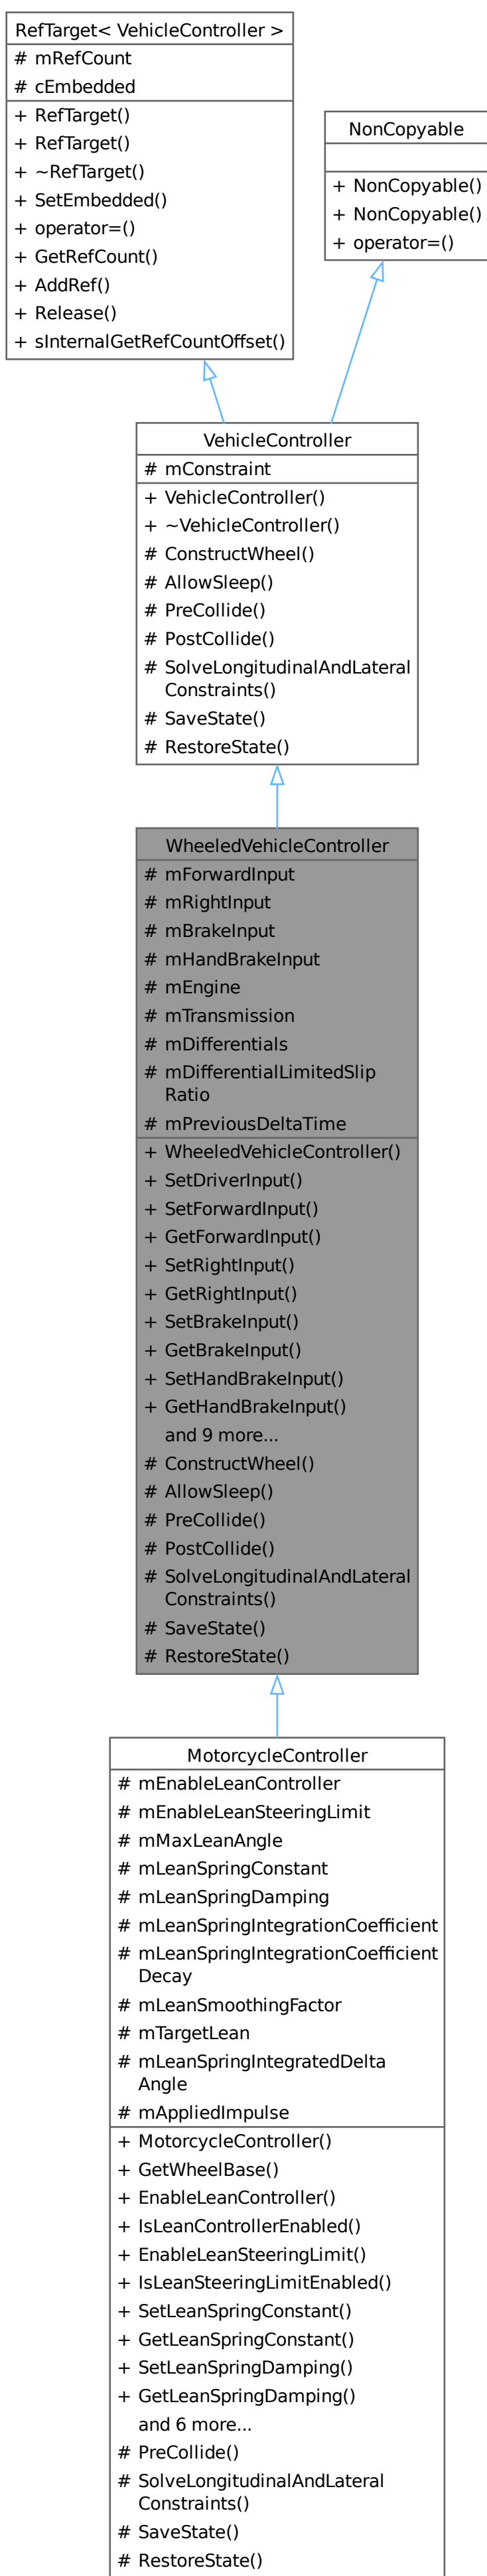 RefTarget< VehicleController >
# mRefCount
# cEmbedded
+ RefTarget()
+ RefTarget()
+ ~RefTarget()
+ SetEmbedded()
+ operator=()
+ GetRefCount()
+ AddRef()
+ Release()
+ sInternalGetRefCountOffset()
NonCopyable
+ NonCopyable()
+ NonCopyable()
+ operator=()
VehicleController
# mConstraint
+ VehicleController()
+ ~VehicleController()
# ConstructWheel()
# AllowSleep()
# PreCollide()
# PostCollide()
# SolveLongitudinalAndLateral
Constraints()
# SaveState()
# RestoreState()
WheeledVehicleController
# mForwardInput
# mRightInput
# mBrakeInput
# mHandBrakeInput
# mEngine
# mTransmission
# mDifferentials
# mDifferentialLimitedSlip
Ratio
# mPreviousDeltaTime
+ WheeledVehicleController()
+ SetDriverInput()
+ SetForwardInput()
+ GetForwardInput()
+ SetRightInput()
+ GetRightInput()
+ SetBrakeInput()
+ GetBrakeInput()
+ SetHandBrakeInput()
+ GetHandBrakeInput()
and 9 more...
# ConstructWheel()
# AllowSleep()
# PreCollide()
# PostCollide()
# SolveLongitudinalAndLateral
Constraints()
# SaveState()
# RestoreState()
MotorcycleController
# mEnableLeanController
# mEnableLeanSteeringLimit
# mMaxLeanAngle
# mLeanSpringConstant
# mLeanSpringDamping
# mLeanSpringIntegrationCoefficient
# mLeanSpringIntegrationCoefficient
Decay
# mLeanSmoothingFactor
# mTargetLean
# mLeanSpringIntegratedDelta
Angle
# mAppliedImpulse
+ MotorcycleController()
+ GetWheelBase()
+ EnableLeanController()
+ IsLeanControllerEnabled()
+ EnableLeanSteeringLimit()
+ IsLeanSteeringLimitEnabled()
+ SetLeanSpringConstant()
+ GetLeanSpringConstant()
+ SetLeanSpringDamping()
+ GetLeanSpringDamping()
and 6 more...
# PreCollide()
# SolveLongitudinalAndLateral
Constraints()
# SaveState()
# RestoreState()